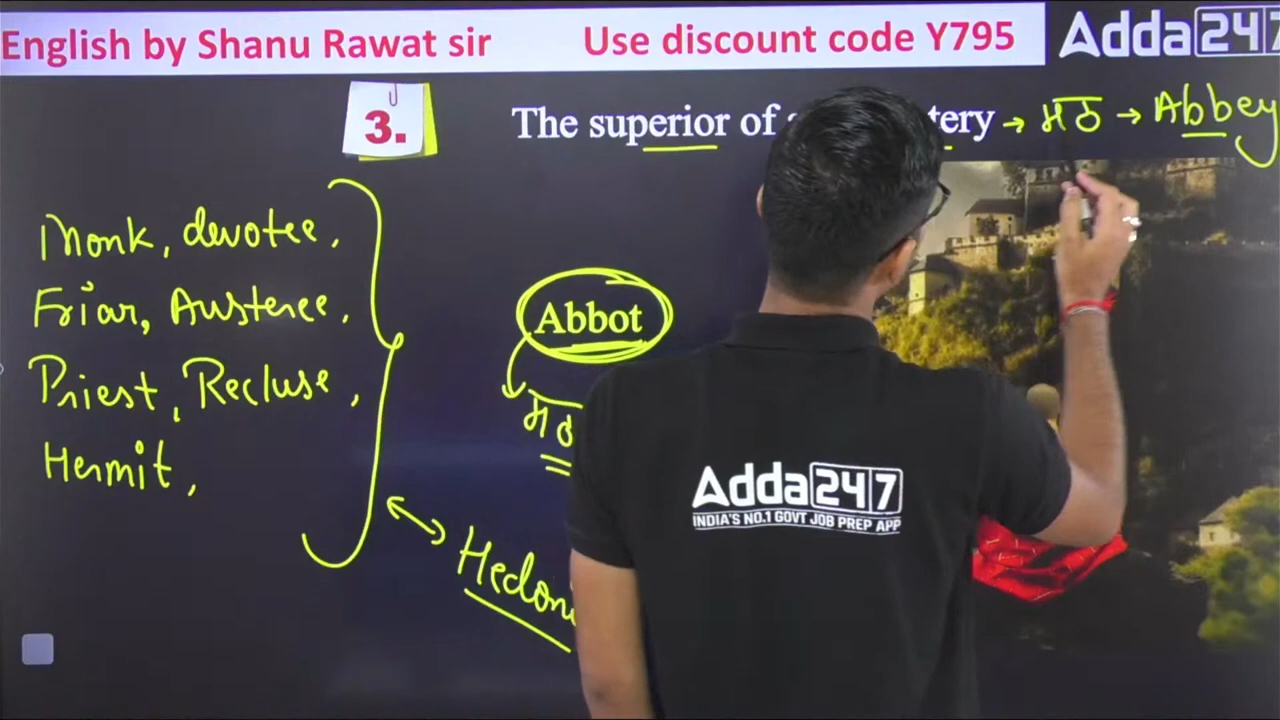 English by Shanu Rawat sir Use discount code Y795 Adda247
3. The superior of tery → मठ → Abbey
Monk, devotee,
Friar, Austere,
Priest, Recluse,
Hermit,
Abbot
मठ
Adda247
INDIA'S NO.1 GOVT JOB PREP APP